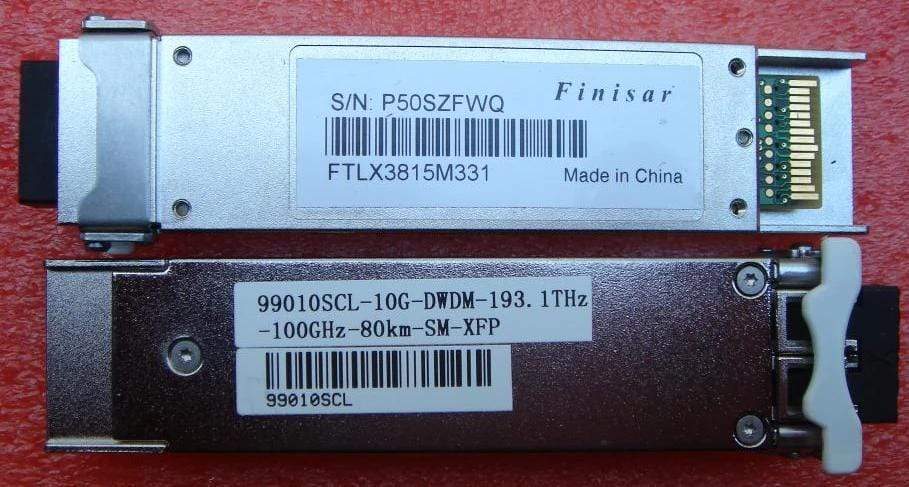 Finisar
S/N: P50SZFWQ
FTLX3815M331
Made in China
99010SCL-10G-DWDM-193.1THz
-100GHz-80km-SM-XFP
99010SCL